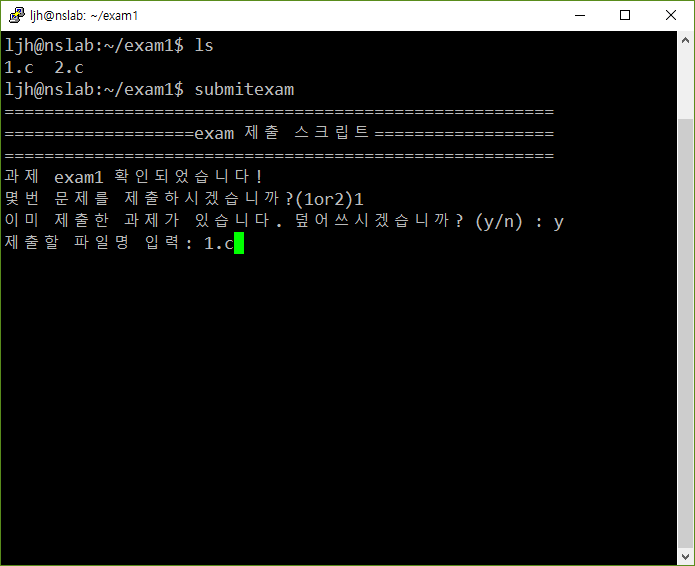 ljh@nslab: ~/exam1
ljh@nslab:~/exam1$ ls
1.c  2.c
ljh@nslab:~/exam1$ submitexam
=======================================================
===================exam 제출 스크립트==================
=======================================================
과제 exam1 확인되었습니다!
몇번 문제를 제출하시겠습니까?(1or2)1
이미 제출한 과제가 있습니다. 덮어쓰시겠습니까? (y/n) : y
제출할 파일명 입력: 1.c